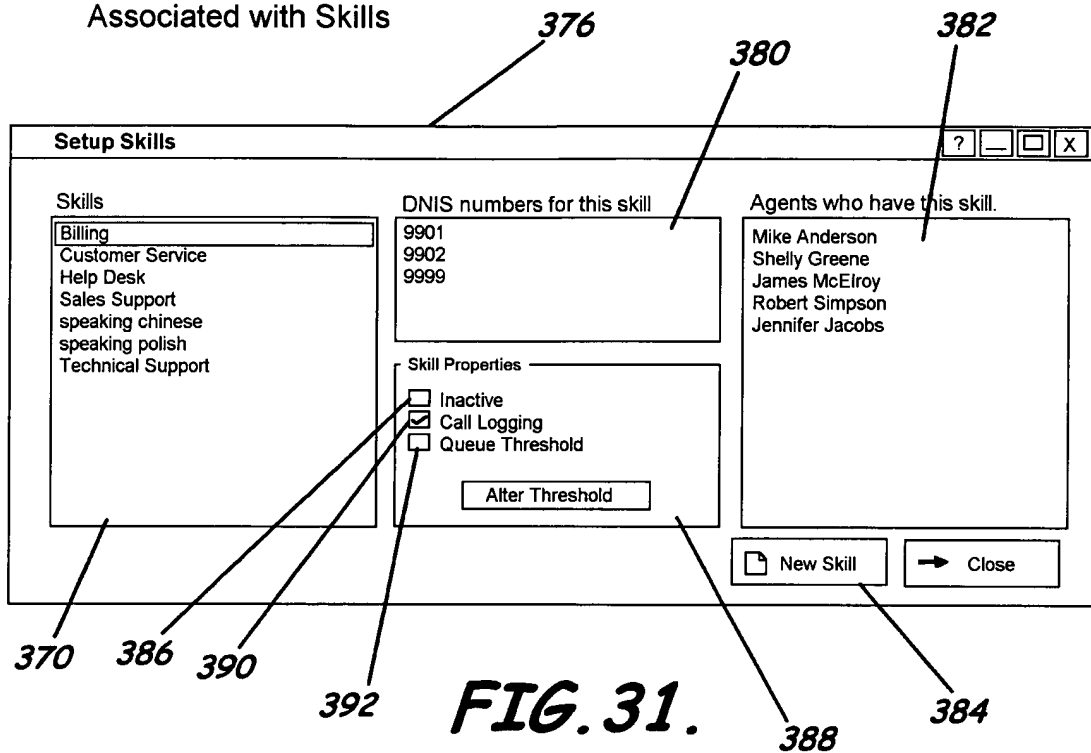 Associated with Skills
376
380
382
Setup Skills
? X
Skills
Billing
Customer Service
Help Desk
Sales Support
speaking chinese
speaking polish
Technical Support
DNIS numbers for this skill
9901
9902
9999
Skill Properties
Inactive
Call Logging
Queue Threshold
Alter Threshold
Agents who have this skill.
Mike Anderson
Shelly Greene
James McElroy
Robert Simpson
Jennifer Jacobs
New Skill
Close
370
386
390
392
388
384
FIG. 31.